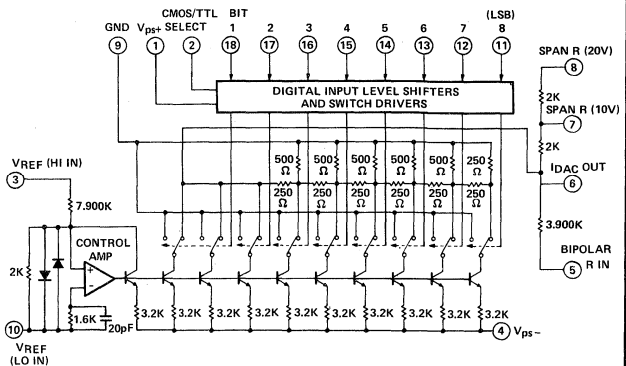 CMOS/TTL BIT (LSB)
GND Vps+ SELECT 1 2 3 4 5 6 7 8
9 1 2 18 17 16 15 14 13 12 11
SPAN R (20V)
8
DIGITAL INPUT LEVEL SHIFTERS
AND SWITCH DRIVERS
2K
SPAN R (10V)
7
2K
500 500 500 500 500 250
Ω Ω Ω Ω Ω Ω
IDAC OUT
6
250 250 250 250 250 250
Ω Ω Ω Ω Ω Ω
VREF (HI IN)
3
7.900K
3.900K
CONTROL
AMP
BIPOLAR
R IN
5
2K
+
−
1.6K
20pF
3.2K 3.2K 3.2K 3.2K 3.2K 3.2K 3.2K 3.2K 3.2K
4 Vps−
10
VREF
(LO IN)